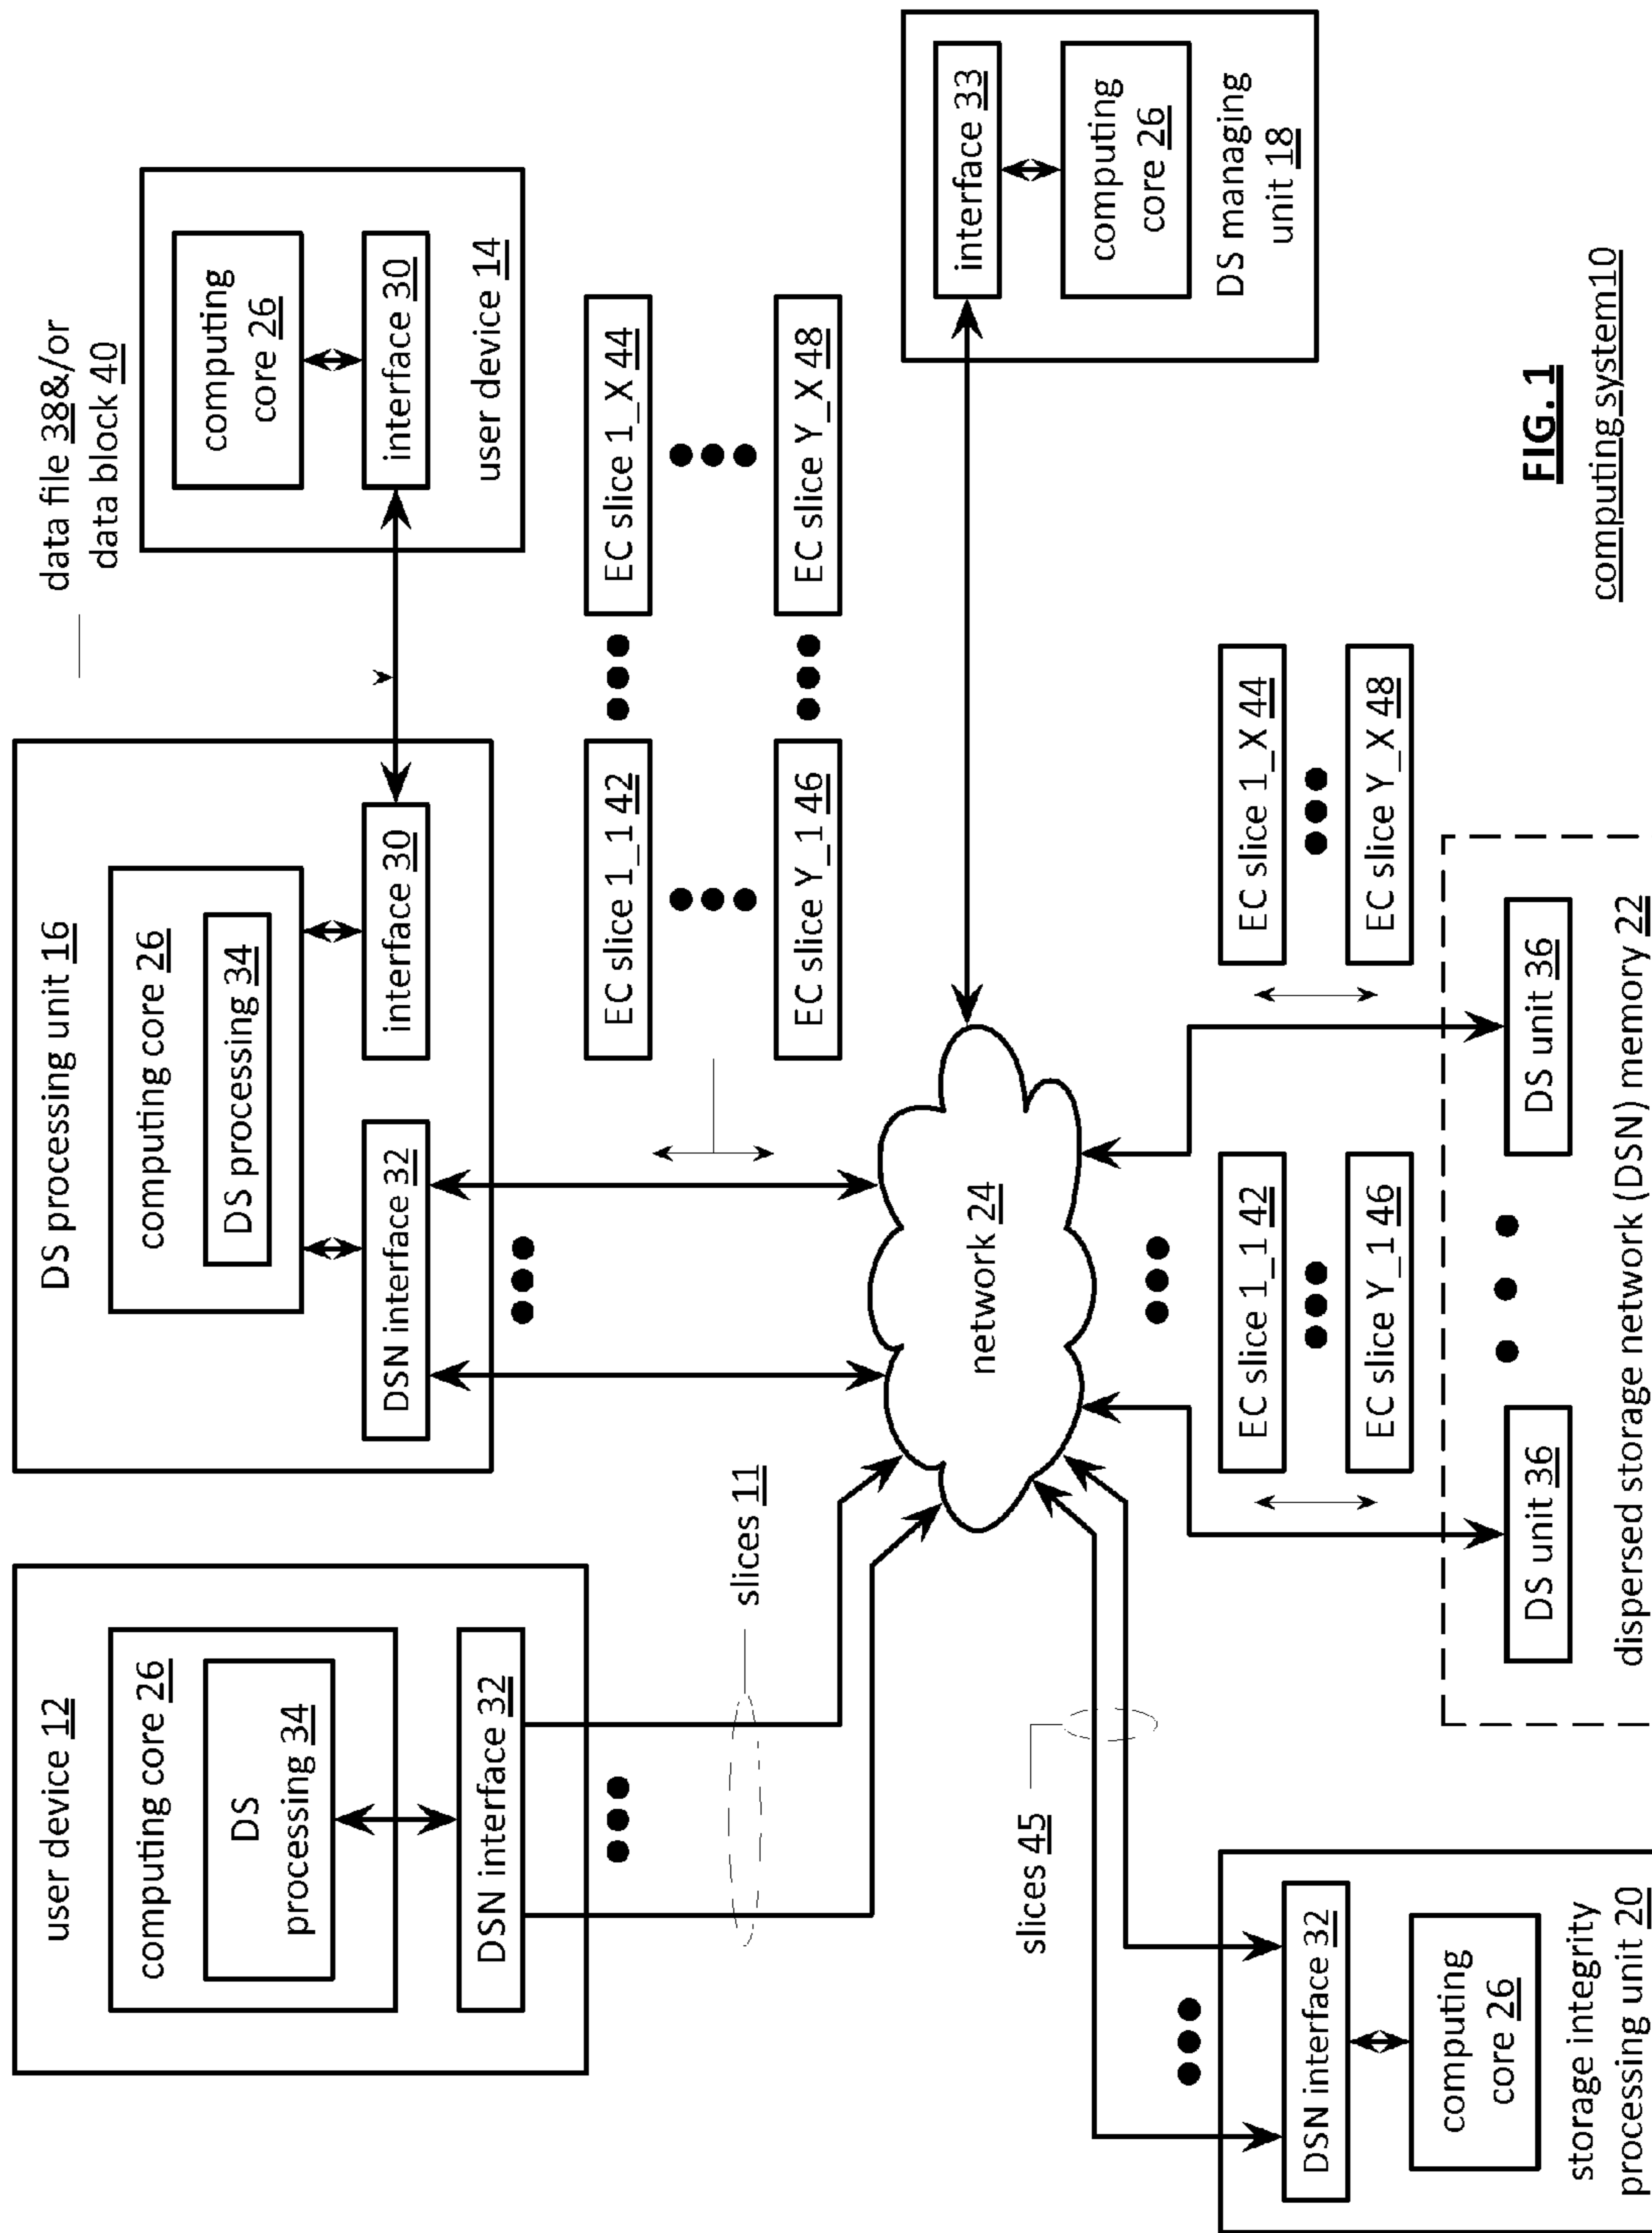 user device 12
computing core 26
DS
processing 34
DSN interface 32
slices 11
DS processing unit 16
computing core 26
DS processing 34
DSN interface 32
interface 30
data file 38&/or
data block 40
computing
core 26
interface 30
user device 14
EC slice 1_1 42
EC slice 1_X 44
EC slice Y_1 46
EC slice Y_X 48
network 24
interface 33
computing
core 26
DS managing
unit 18
slices 45
DSN interface 32
computing
core 26
storage integrity
processing unit 20
EC slice 1_1 42
EC slice Y_1 46
EC slice 1_X 44
EC slice Y_X 48
DS unit 36
DS unit 36
dispersed storage network (DSN) memory 22
FIG. 1
computing system10